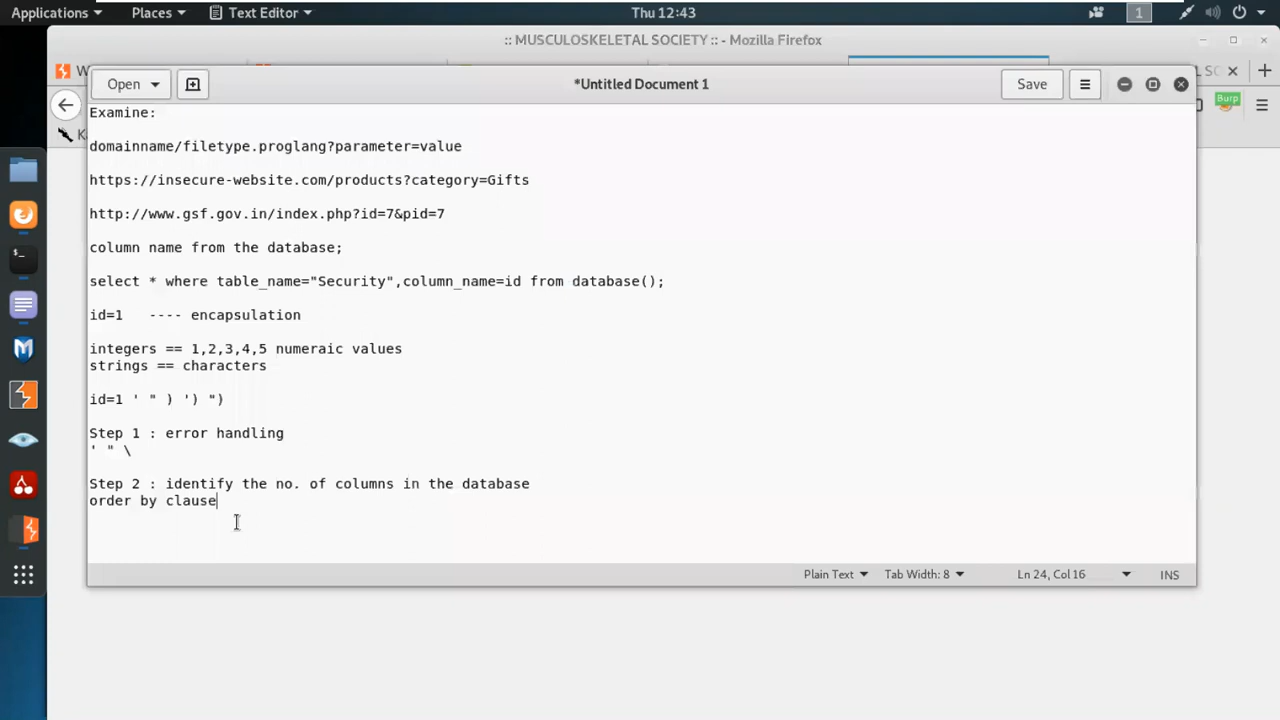 Applications
Places
Text Editor
Thu 12:43
1
:: MUSCULOSKELETAL SOCIETY :: - Mozilla Firefox
Open
*Untitled Document 1
Save
Burp
Examine:
domainname/filetype.proglang?parameter=value
https://insecure-website.com/products?category=Gifts
http://www.gsf.gov.in/index.php?id=7&pid=7
column name from the database;
select * where table_name="Security",column_name=id from database();
id=1   ---- encapsulation
integers == 1,2,3,4,5 numeraic values
strings == characters
id=1 ' " ) ') ")
Step 1 : error handling
' " \
Step 2 : identify the no. of columns in the database
order by clause
Plain Text
Tab Width: 8
Ln 24, Col 16
INS